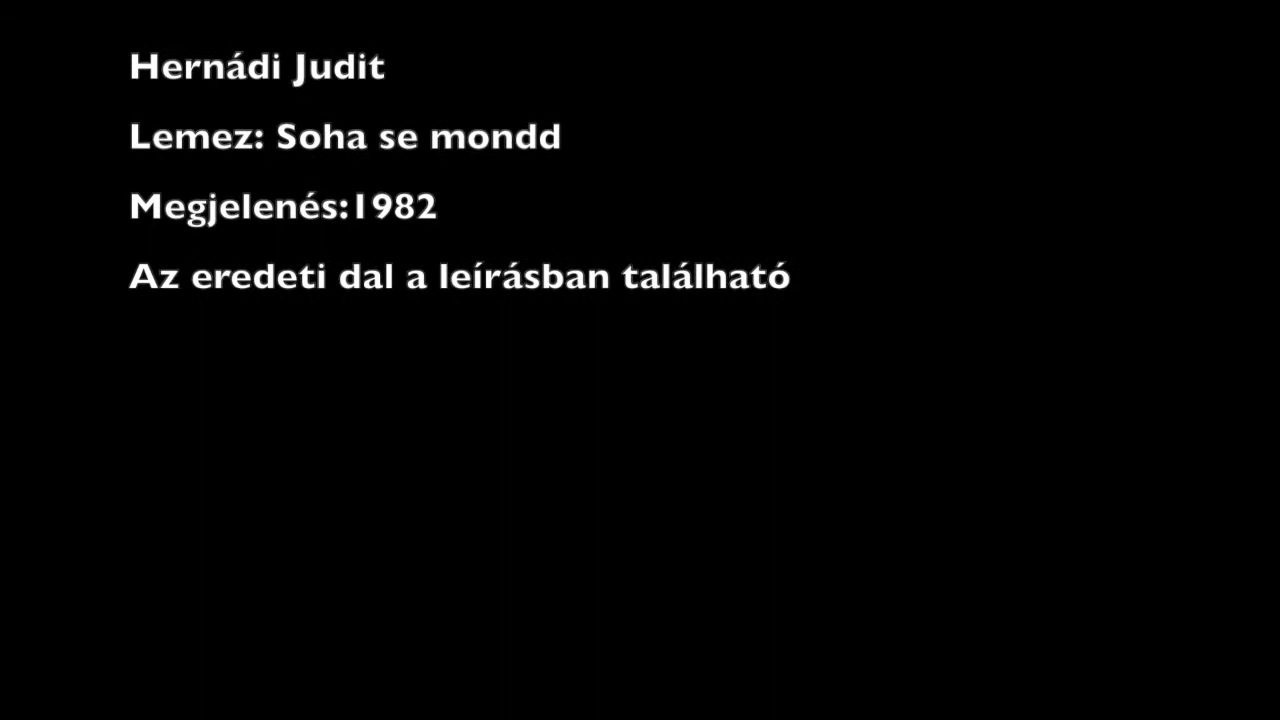 Hernádi Judit
Lemez: Soha se mondd
Megjelenés:1982
Az eredeti dal a leírásban található